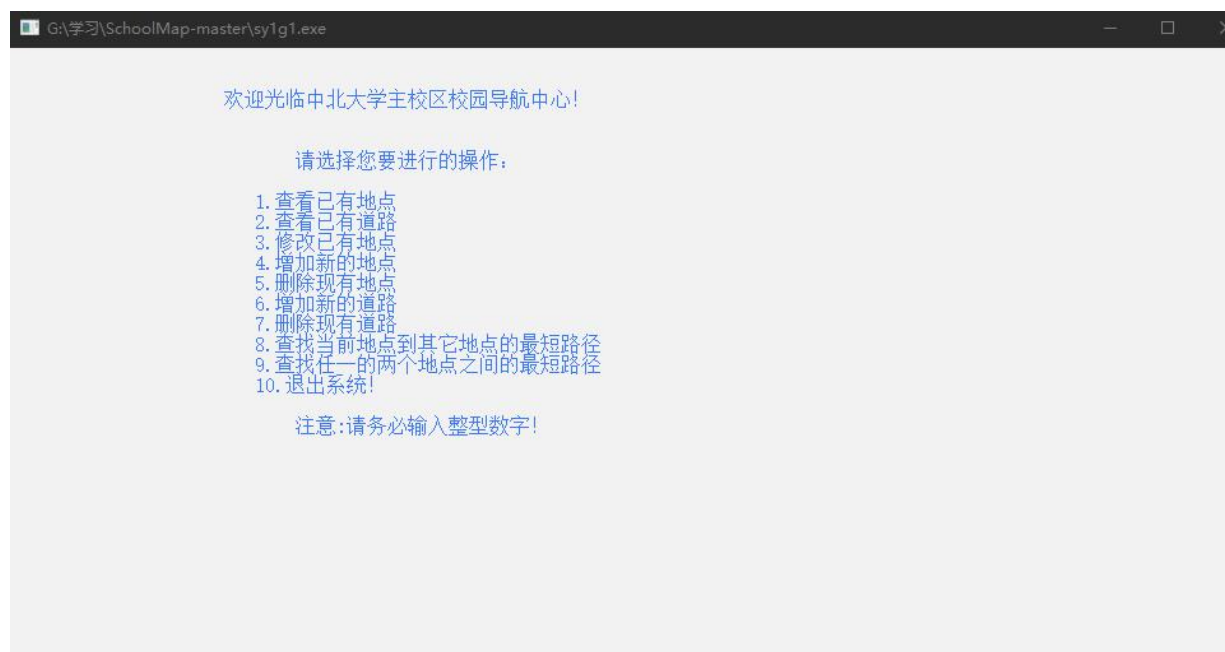 G:\学习\SchoolMap-master\sy1g1.exe
欢迎光临中北大学主校区校园导航中心!
请选择您要进行的操作:
1.查看已有地点
2.查看已有道路
3.修改已有地点
4.增加新的地点
5.删除现有地点
6.增加新的道路
7.删除现有道路
8.查找当前地点到其它地点的最短路径
9.查找任一的两个地点之间的最短路径
10.退出系统!
注意:请务必输入整型数字!